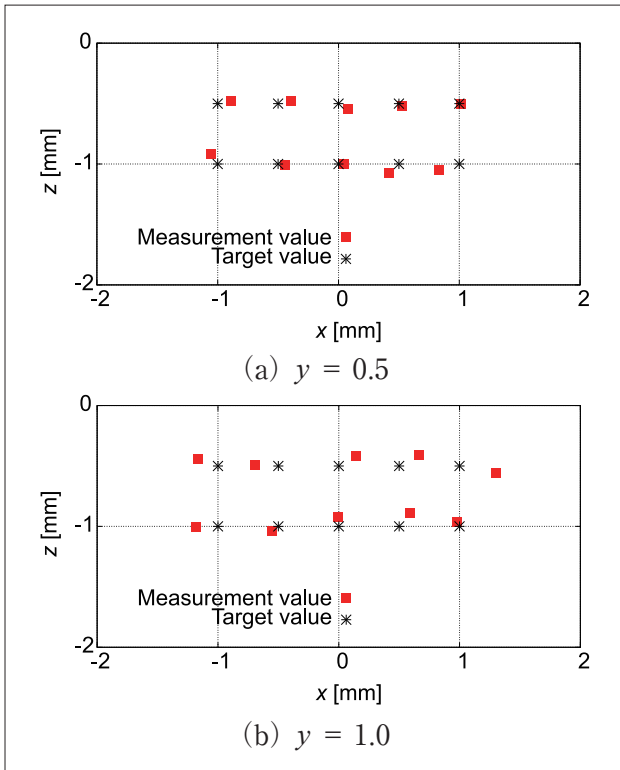 0
-1
-2
z [mm]
Measurement value
Target value
-2 -1 0 1 2
x [mm]
(a) y = 0.5
0
-1
-2
z [mm]
Measurement value
Target value
-2 -1 0 1 2
x [mm]
(b) y = 1.0